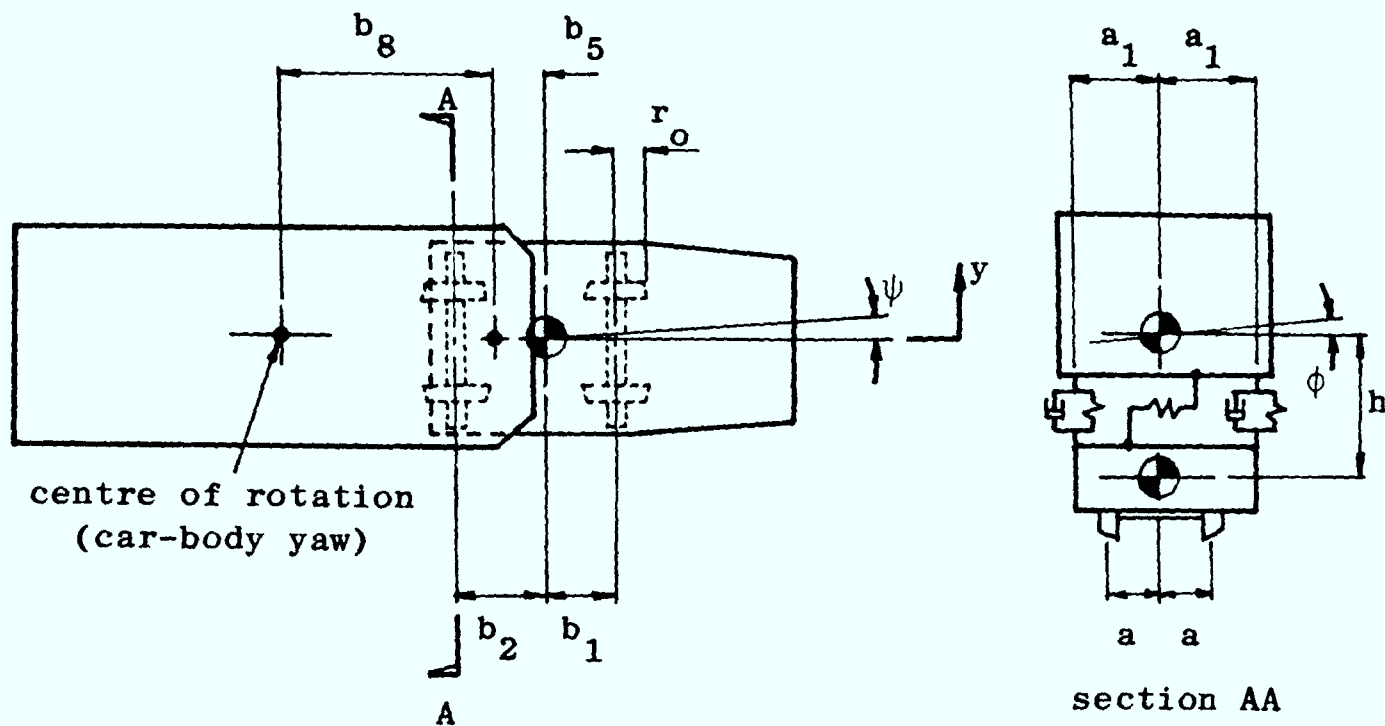 b₈
b₅
a₁ a₁
A
r₀
ψ
y
φ
h
centre of rotation
(car-body yaw)
b₂ b₁
a a
A
section AA